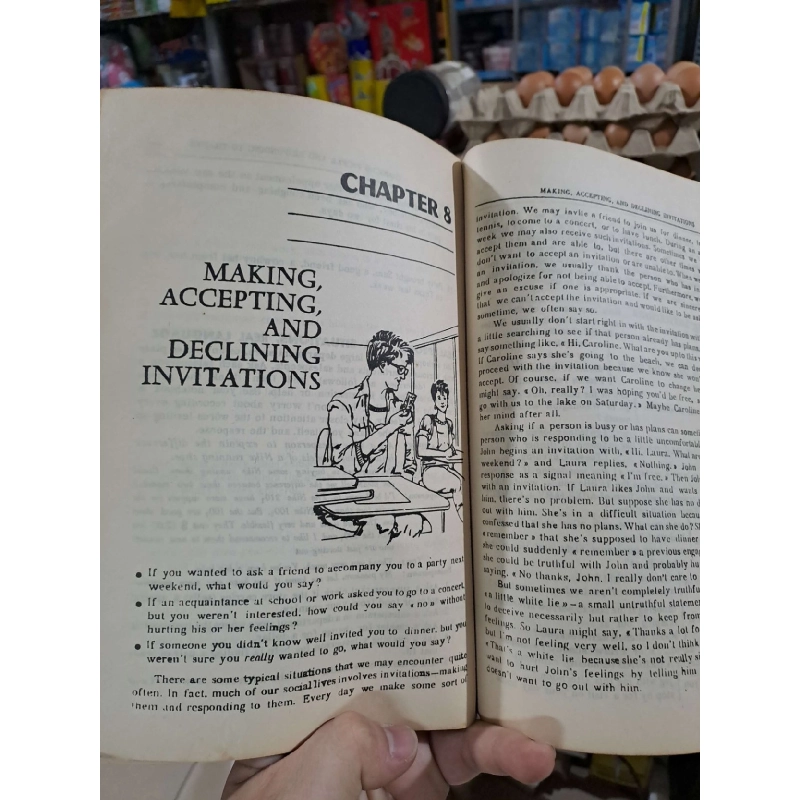 CHAPTER 8
MAKING,
ACCEPTING,
AND
DECLINING
INVITATIONS
• If you wanted to ask a friend to accompany you to a party next
weekend, what would you say?
• If an acquaintance at school or work asked you to go to a concert,
but you weren't interested, how could you say « no » without
hurting his or her feelings?
• If someone you didn't know well invited you to dinner, but you
weren't sure you really wanted to go, what would you say?
There are some typical situations that we may encounter quite
often. In fact, much of our social lives involves invitations—making
them and responding to them. Every day we make some sort of
MAKING, ACCEPTING, AND DECLINING INVITATIONS
invitation. We may invite a friend to join us for dinner,
tennis, to come to a concert, or to have lunch. During an
week we may also receive such invitations. Sometimes we
accept them and are able to, but there are other times
don't want to accept an invitation or are unable to. When
an invitation, we usually thank the person who has
and apologize for not being able to accept. Furthermore, we
give an excuse if one is appropriate. If we are sincere
that we can't accept the invitation and would like to be
sometime, we often say so.
We usually don't start right in with the invitation
a little searching to see if that person already has plans.
say something like, « Hi, Caroline. What are you up to this
If Caroline says she's going to the beach, we can
proceed with the invitation because we know she won't
accept. Of course, if we want Caroline to change
might say, « Oh, really? I was hoping you'd be free,
go with us to the lake on Saturday. » Maybe Caroline
her mind after all.
Asking if a person is busy or has plans can
person who is responding to be a little uncomfortable
John begins an invitation with, « Hi, Laura. What are
weekend? » and Laura replies, « Nothing. » John
response as a signal meaning « I'm free. » Then John
with an invitation. If Laura likes John and wants
him, there's no problem. But suppose she has no
out with him. She's in a difficult situation because
confessed that she has no plans. What can she do? She
« remember » that she's supposed to have dinner
she could suddenly « remember » a previous
she could be truthful with John and probably hurt
saying, « No thanks, John. I really don't care to
But sometimes we aren't completely truthful
« a little white lie » —a small untruthful statement
to deceive necessarily but rather to keep from
feelings. So Laura might say, « Thanks a lot for
but I'm not feeling very well, so I don't think
That's a white lie because she's not really
want to hurt John's feelings by telling him
doesn't want to go out with him.